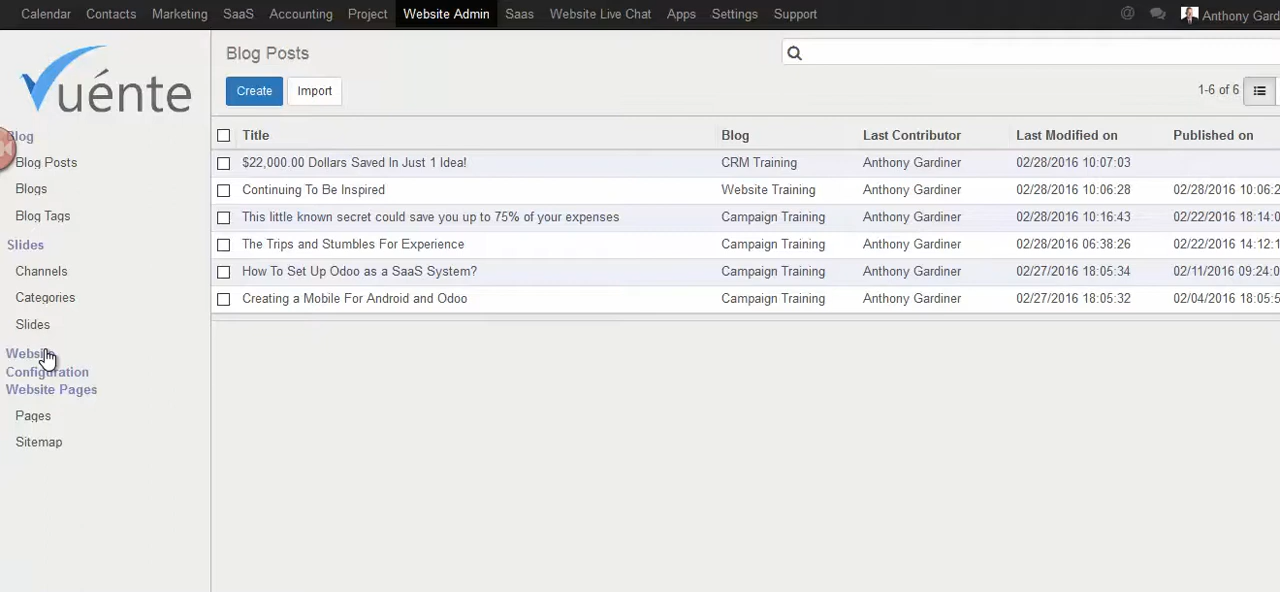 Calendar Contacts Marketing SaaS Accounting Project Website Admin Saas Website Live Chat Apps Settings Support @ Anthony Gard
vuénte
Blog Posts
Create Import 1-6 of 6
Blog
Blog Posts
Blogs
Blog Tags
Slides
Channels
Categories
Slides
Configuration
Website Pages
Pages
Sitemap
Title Blog Last Contributor Last Modified on Published on
$22,000.00 Dollars Saved In Just 1 Idea! CRM Training Anthony Gardiner 02/28/2016 10:07:03
Continuing To Be Inspired Website Training Anthony Gardiner 02/28/2016 10:06:28 02/28/2016 10:06:2
This little known secret could save you up to 75% of your expenses Campaign Training Anthony Gardiner 02/28/2016 10:16:43 02/22/2016 18:14:0
The Trips and Stumbles For Experience Campaign Training Anthony Gardiner 02/28/2016 06:38:26 02/22/2016 14:12:1
How To Set Up Odoo as a SaaS System? Campaign Training Anthony Gardiner 02/27/2016 18:05:34 02/11/2016 09:24:0
Creating a Mobile For Android and Odoo Campaign Training Anthony Gardiner 02/27/2016 18:05:32 02/04/2016 18:05:5